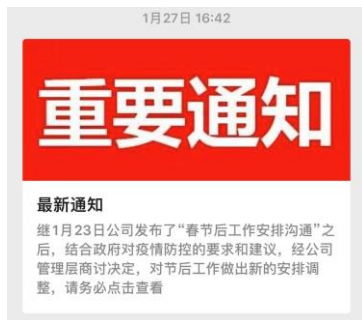 1月27日 16:42
重要通知
最新通知
继1月23日公司发布了“春节后工作安排沟通”之
后，结合政府对疫情防控的要求和建议，经公司
管理层商讨决定，对节后工作做出新的安排调
整，请务必点击查看